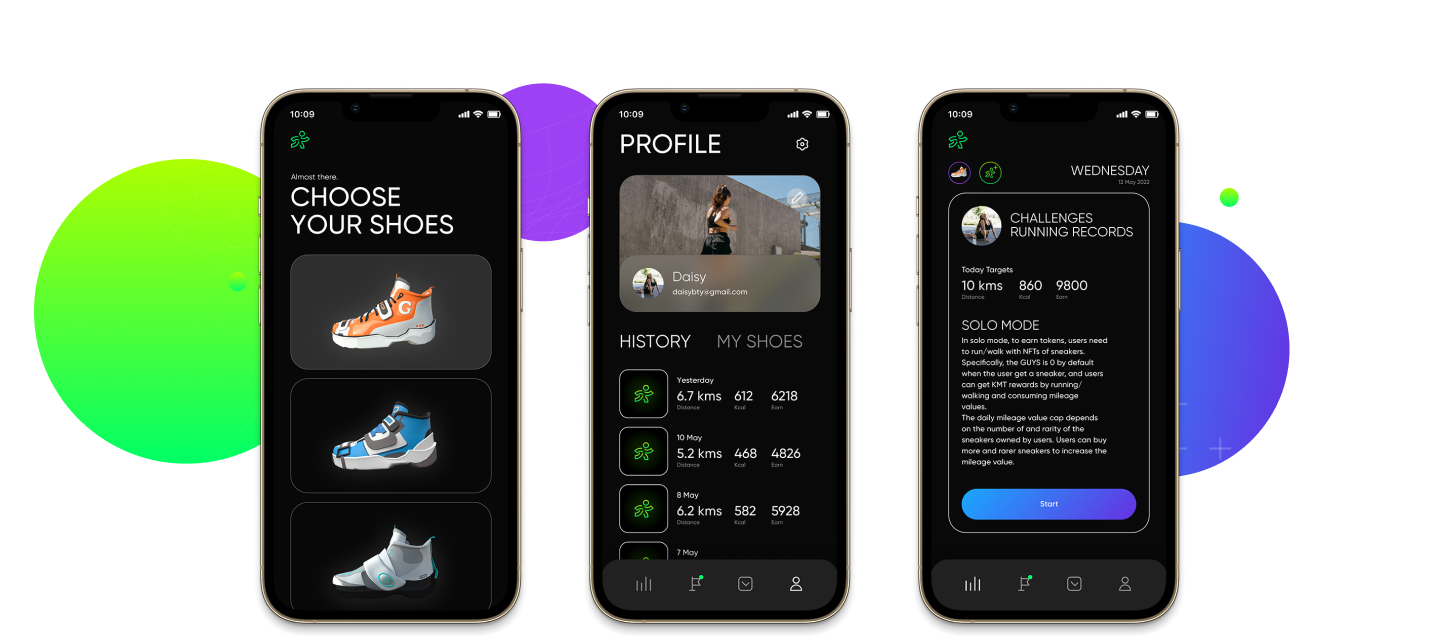 10:09
Almost there.
CHOOSE
YOUR SHOES
G
10:09
PROFILE
Daisy
daisybty@gmail.com
HISTORY MY SHOES
Yesterday
6.7 kms 612 6218
Distance Kcal Earn
10 May
5.2 kms 468 4826
Distance Kcal Earn
8 May
6.2 kms 582 5928
Distance Kcal Earn
7 May
10:09
WEDNESDAY
12 May 2022
CHALLENGES
RUNNING RECORDS
Today Targets
10 kms 860 9800
Distance Kcal Earn
SOLO MODE
In solo mode, to earn tokens, users need
to run/walk with NFTs of sneakers.
Specifically, the GUYS is 0 by default
when the user get a sneaker, and users
can get KMT rewards by running/
walking and consuming mileage
values.
The daily mileage value cap depends
on the number of and rarity of the
sneakers owned by users. Users can buy
more and rarer sneakers to increase the
mileage value.
Start